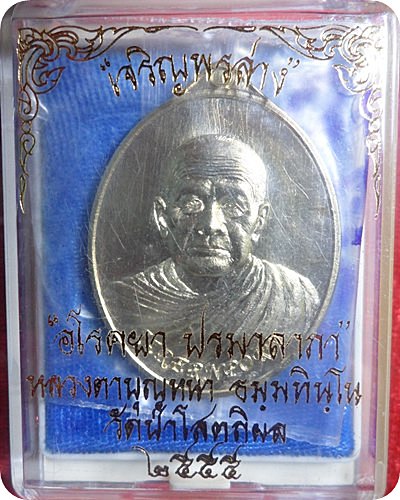 "เจริญพรล่าง"
"อโรคยา ปรมาลาภา"
หลวงตาบุญหนา ธมฺมทินฺโน
วัดป่าโสตถิผล
๒๕๕๕